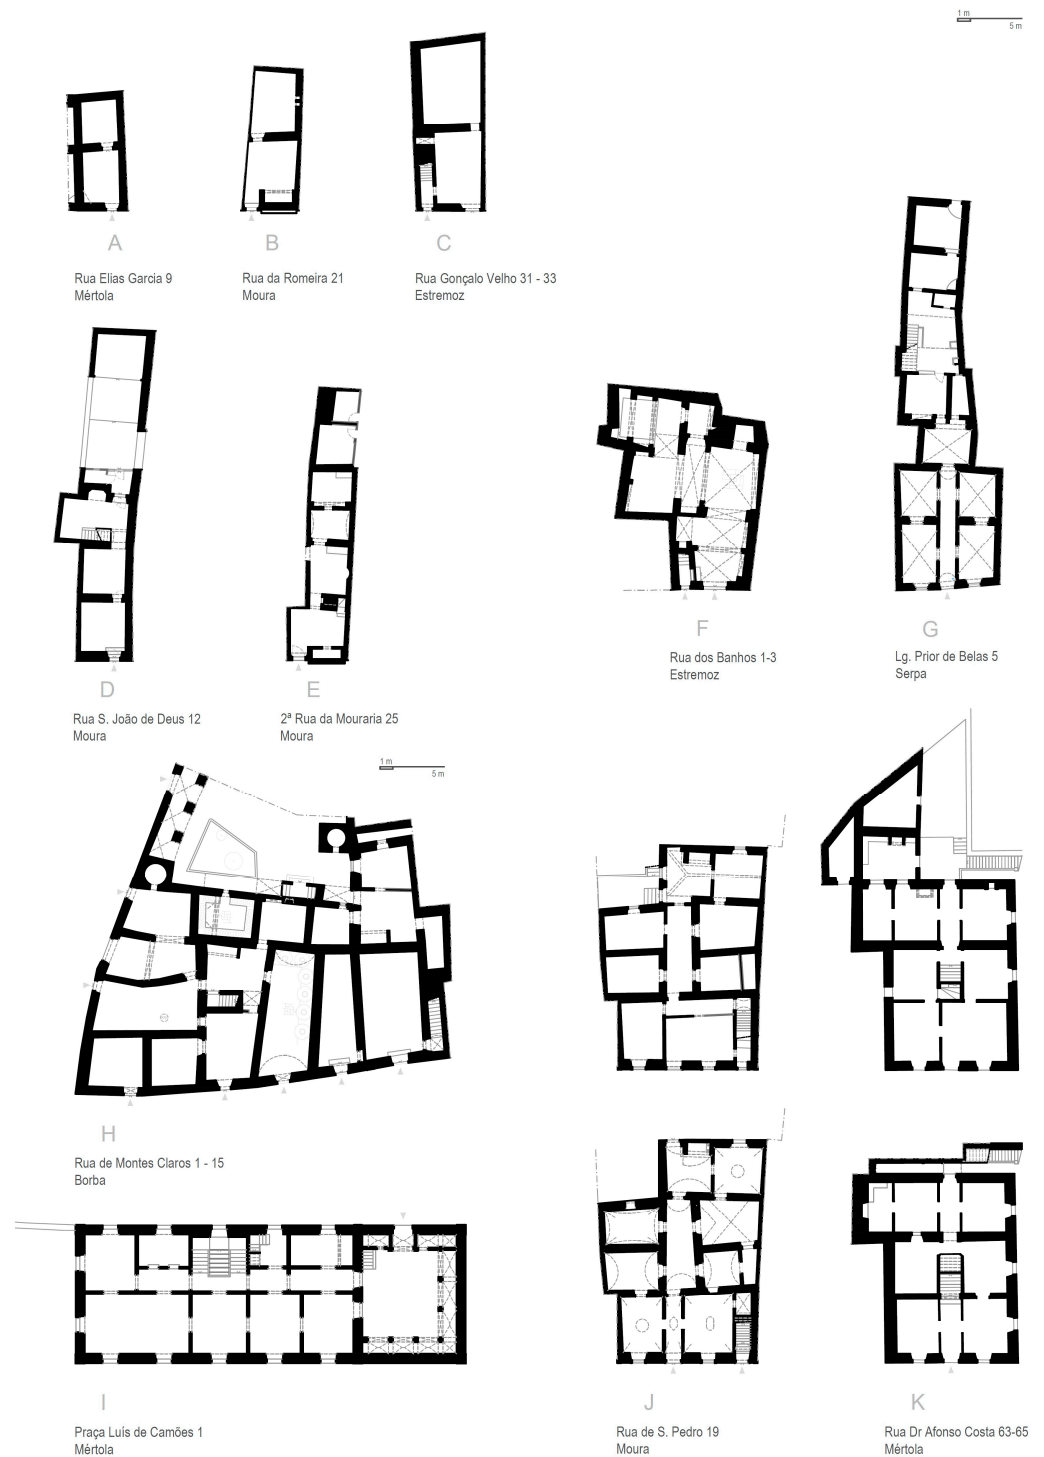 1 m
5 m
A
Rua Elias Garcia 9
Mértola
B
Rua da Romeira 21
Moura
C
Rua Gonçalo Velho 31 - 33
Estremoz
D
Rua S. João de Deus 12
Moura
E
2ª Rua da Mouraria 25
Moura
F
Rua dos Banhos 1-3
Estremoz
G
Lg. Prior de Belas 5
Serpa
1 m
5 m
H
Rua de Montes Claros 1 - 15
Borba
I
Praça Luís de Camões 1
Mértola
J
Rua de S. Pedro 19
Moura
K
Rua Dr Afonso Costa 63-65
Mértola